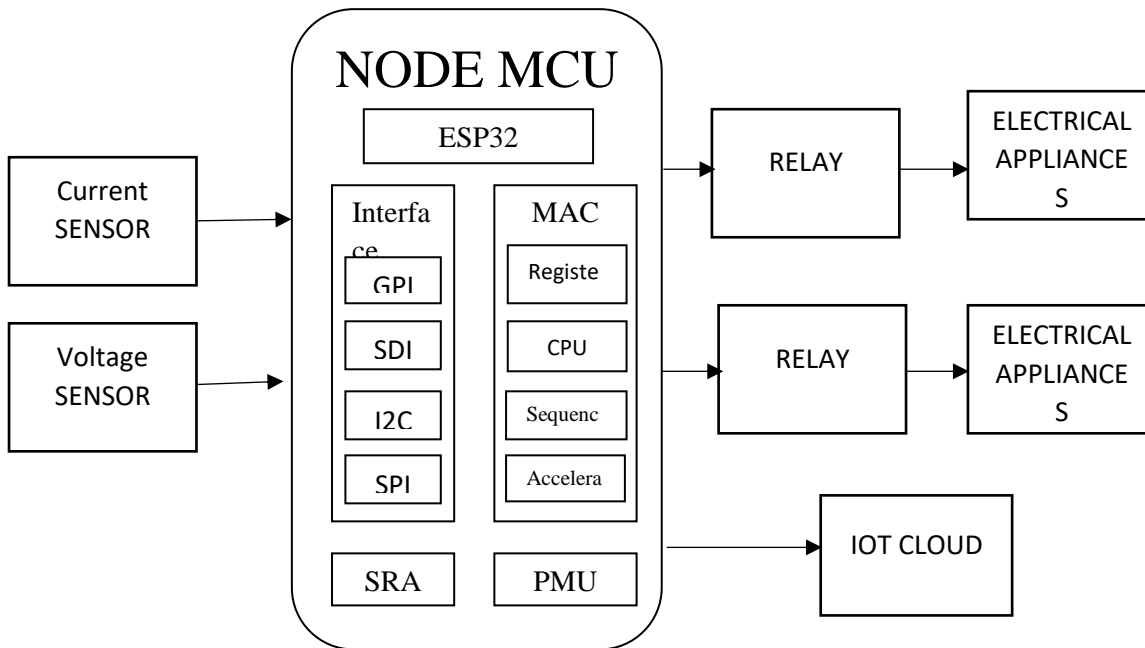 NODE MCU
ESP32
Current
SENSOR
Voltage
SENSOR
Interfa
ce
GPI
SDI
I2C
SPI
MAC
Registe
CPU
Sequenc
Accelera
SRA
PMU
RELAY
ELECTRICAL
APPLIANCE
S
RELAY
ELECTRICAL
APPLIANCE
S
IOT CLOUD